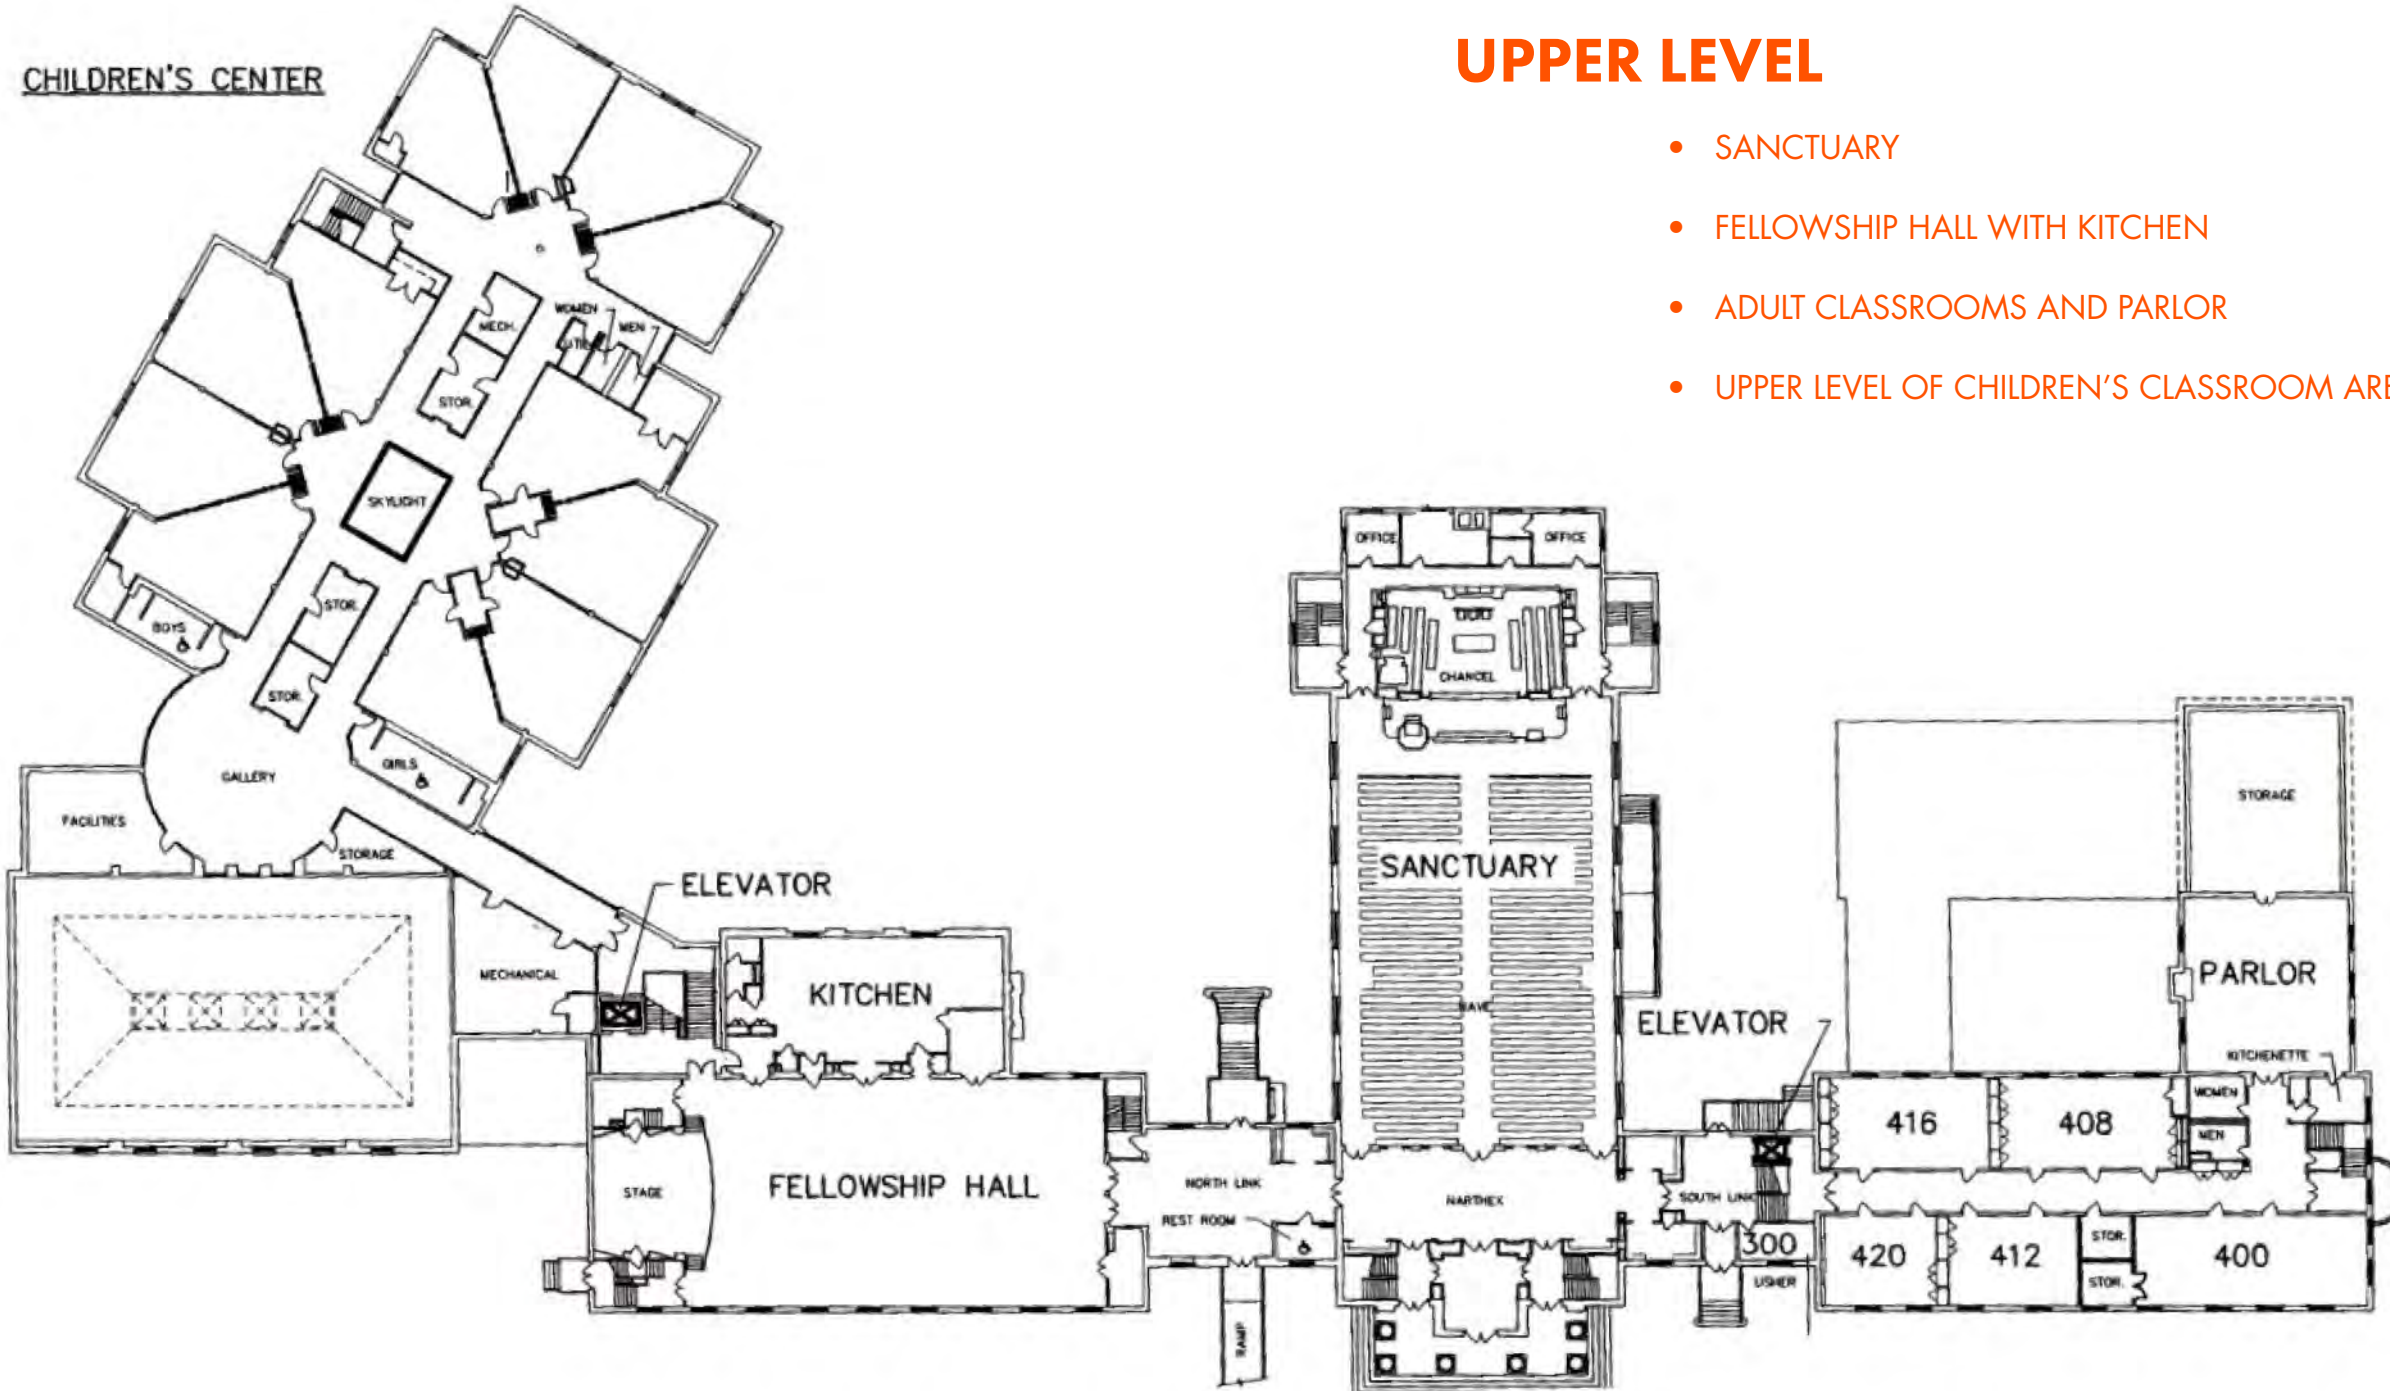 CHILDREN'S CENTER
UPPER LEVEL
• SANCTUARY
• FELLOWSHIP HALL WITH KITCHEN
• ADULT CLASSROOMS AND PARLOR
• UPPER LEVEL OF CHILDREN’S CLASSROOM ARE
WOMEN
MEN
MECH.
STOR.
SKYLIGHT
OFFICE
OFFICE
STOR.
BOYS
STOR.
CHANCEL
GIRLS
GALLERY
STORAGE
FACILITIES
STORAGE
SANCTUARY
ELEVATOR
MECHANICAL
KITCHEN
PARLOR
NAVE
ELEVATOR
KITCHENETTE
WOMEN
416
408
MEN
STAGE
FELLOWSHIP HALL
NORTH LINK
NARTHEX
SOUTH LINK
REST ROOM
300
STOR.
420
412
400
USHER
STOR.
RAMP